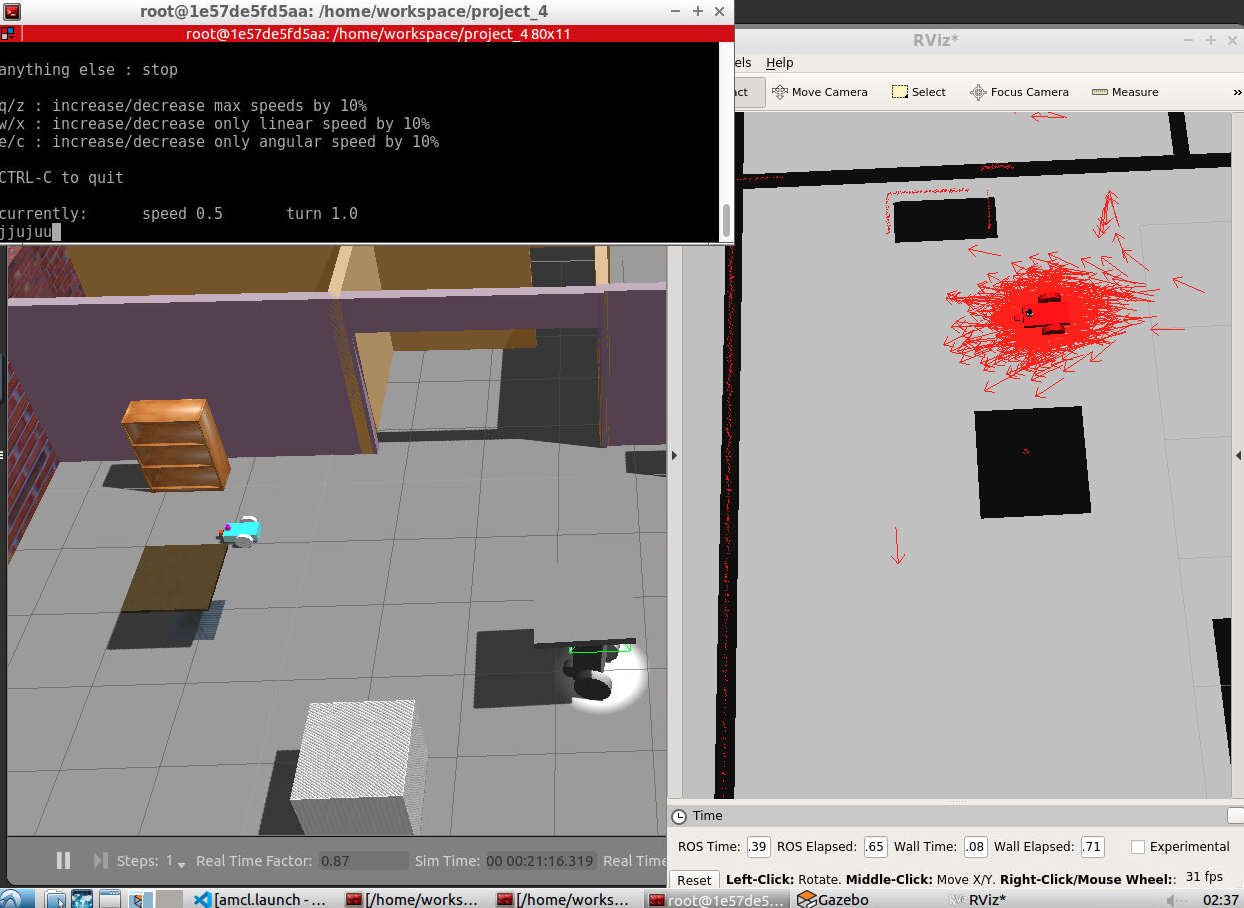 root@1e57de5fd5aa: /home/workspace/project_4
root@1e57de5fd5aa: /home/workspace/project_4 80x11
anything else : stop
q/z : increase/decrease max speeds by 10%
w/x : increase/decrease only linear speed by 10%
e/c : increase/decrease only angular speed by 10%
CTRL-C to quit
currently: speed 0.5 turn 1.0
jjujuu
RViz*
els Help
act Move Camera Select Focus Camera Measure »
Steps: 1 Real Time Factor: 0.87 Sim Time: 00 00:21:16.319 Real Time
Time
ROS Time: .39 ROS Elapsed: .65 Wall Time: .08 Wall Elapsed: .71 Experimental
Reset Left-Click: Rotate. Middle-Click: Move X/Y. Right-Click/Mouse Wheel:: 31 fps
[amcl.launch - ... [/home/works... [/home/works... root@1e57de5... Gazebo RViz* 02:37